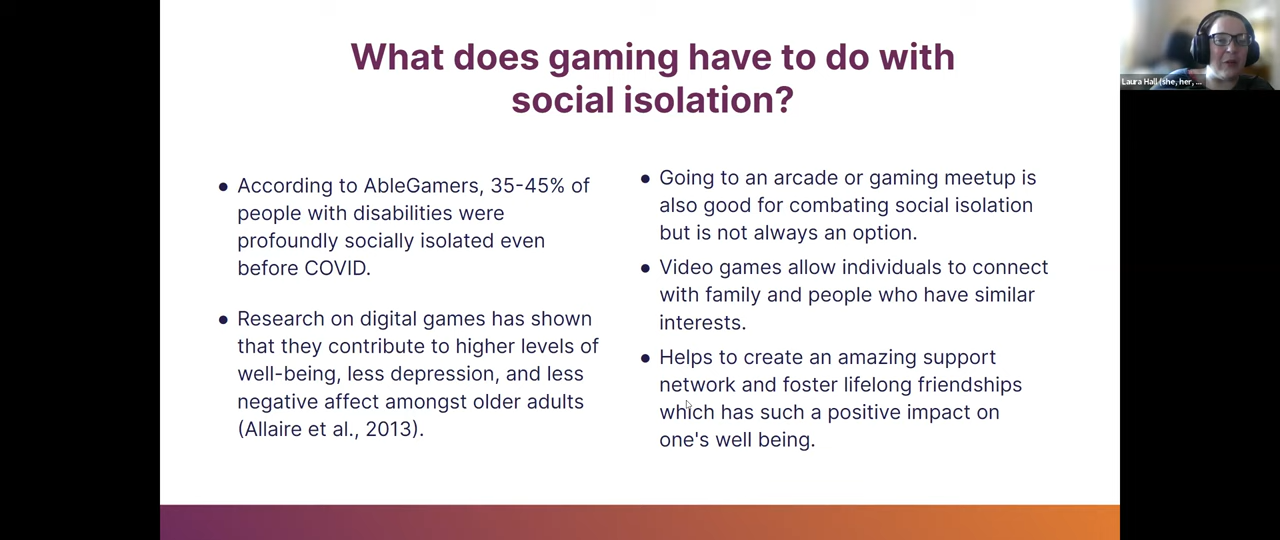 What does gaming have to do with
social isolation?
● According to AbleGamers, 35-45% of
people with disabilities were
profoundly socially isolated even
before COVID.
● Research on digital games has shown
that they contribute to higher levels of
well-being, less depression, and less
negative affect amongst older adults
(Allaire et al., 2013).
● Going to an arcade or gaming meetup is
also good for combating social isolation
but is not always an option.
● Video games allow individuals to connect
with family and people who have similar
interests.
● Helps to create an amazing support
network and foster lifelong friendships
which has such a positive impact on
one's well being.
Laura Hall (she, her, ...